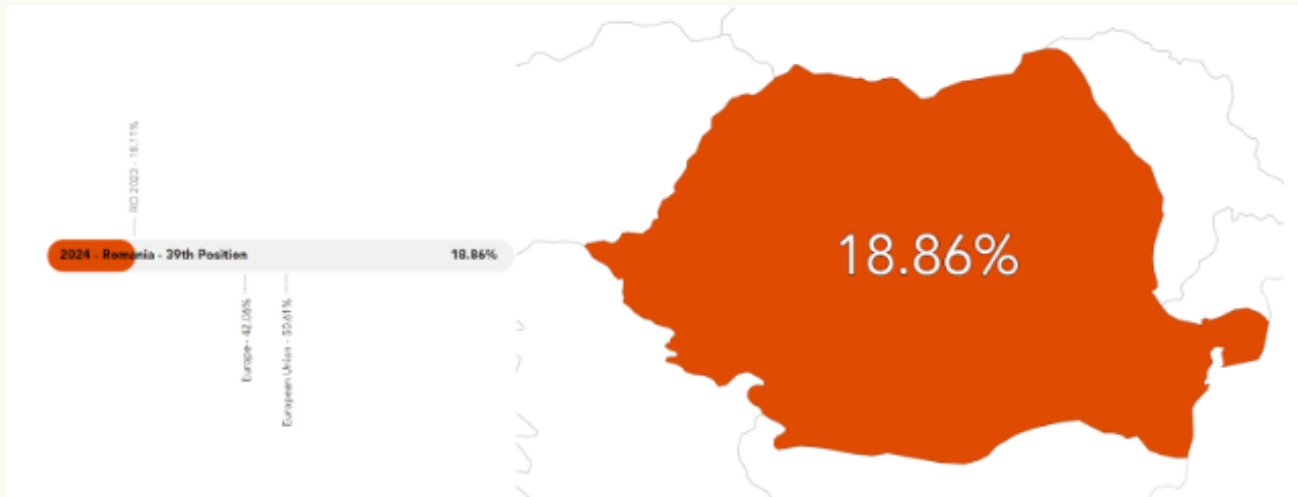 RO 2023 - 18.11%
2024 - Romania - 39th Position
18.86%
Europe - 42.06%
European Union - 50.61%
18.86%